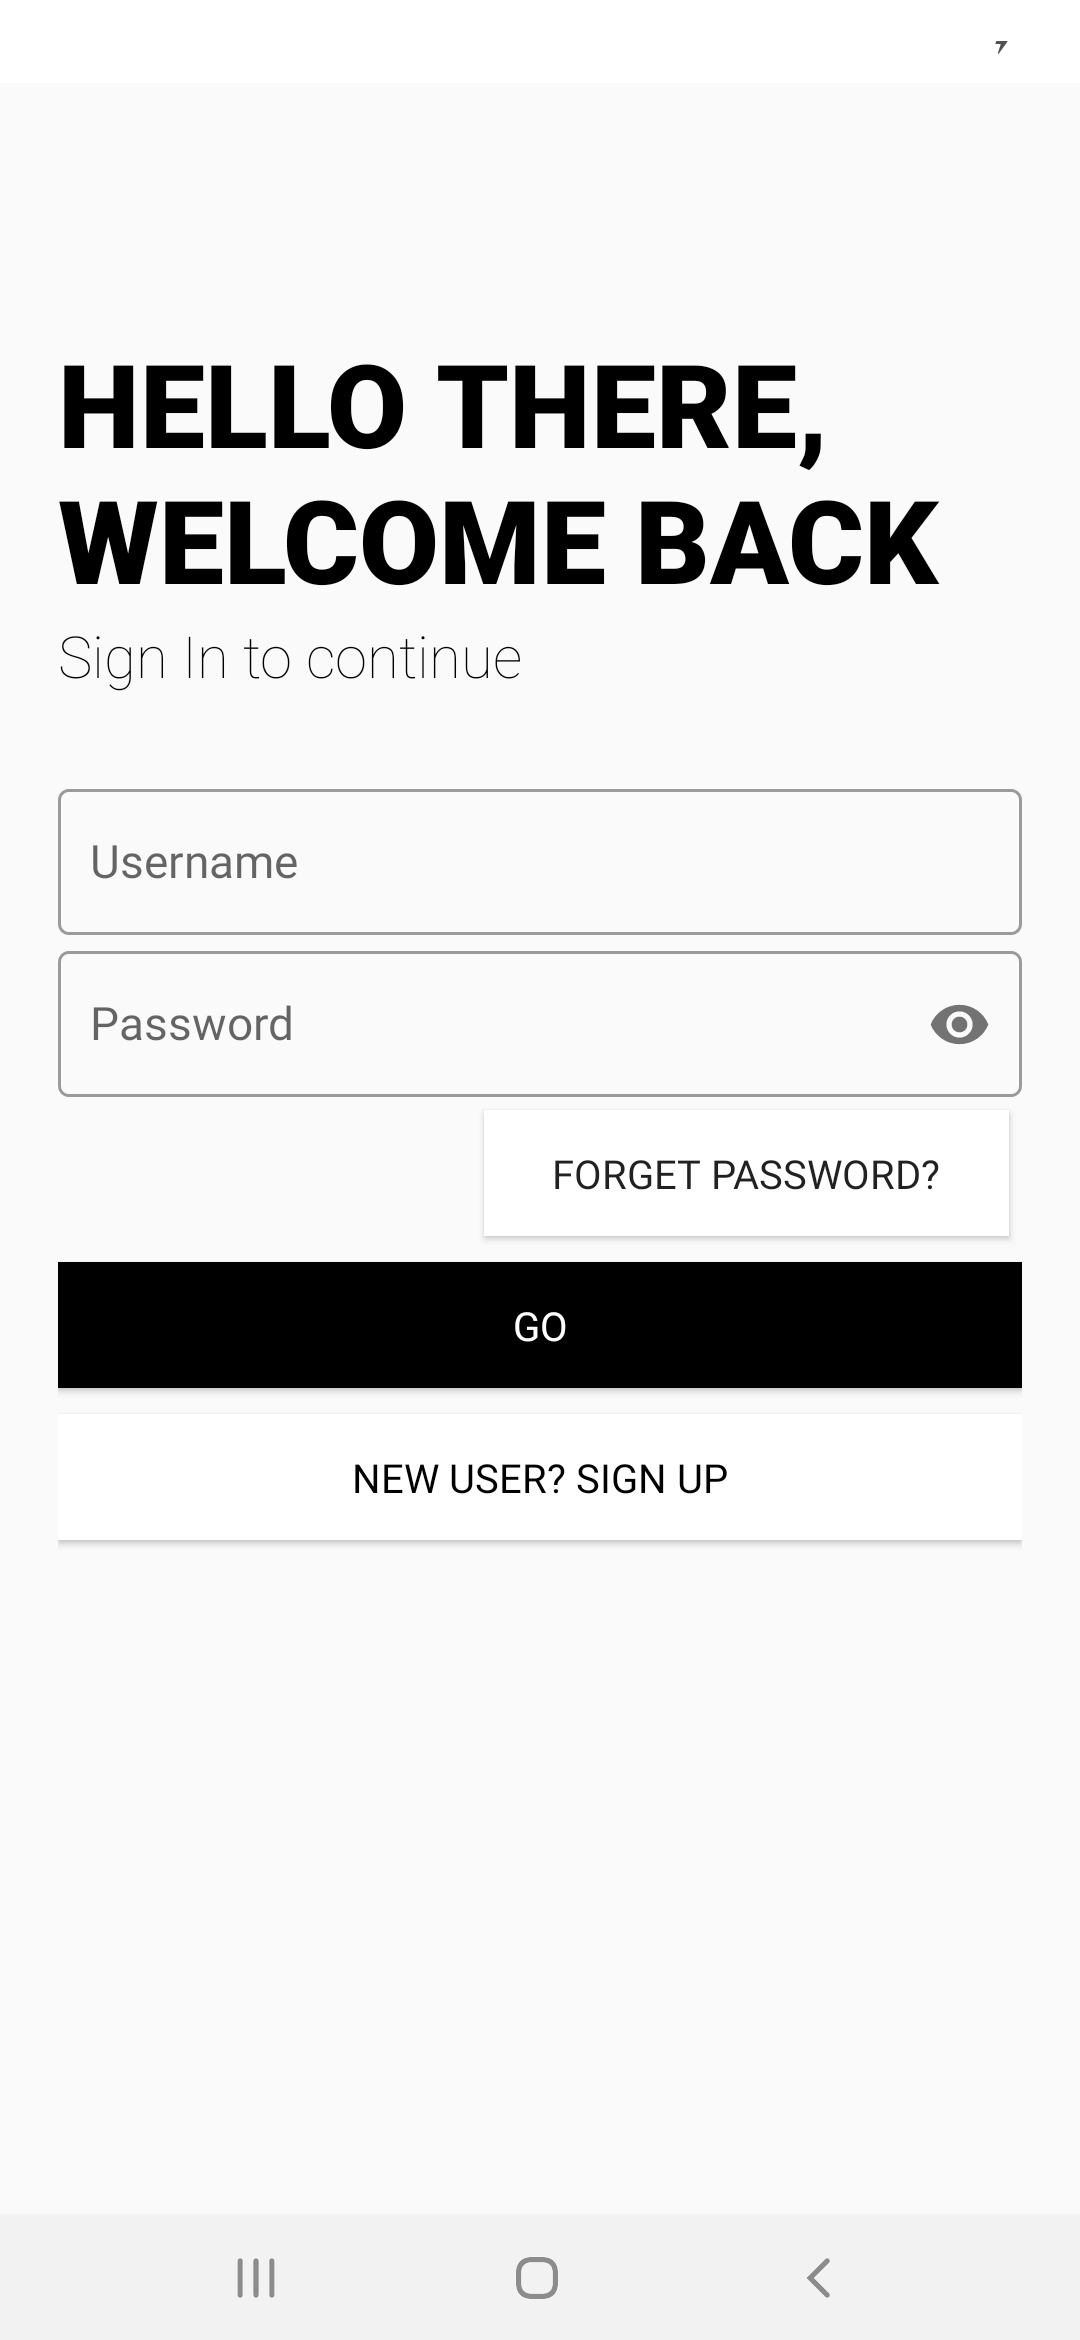 HELLO THERE,
WELCOME BACK
Sign In to continue
Username
Password
FORGET PASSWORD?
GO
NEW USER? SIGN UP